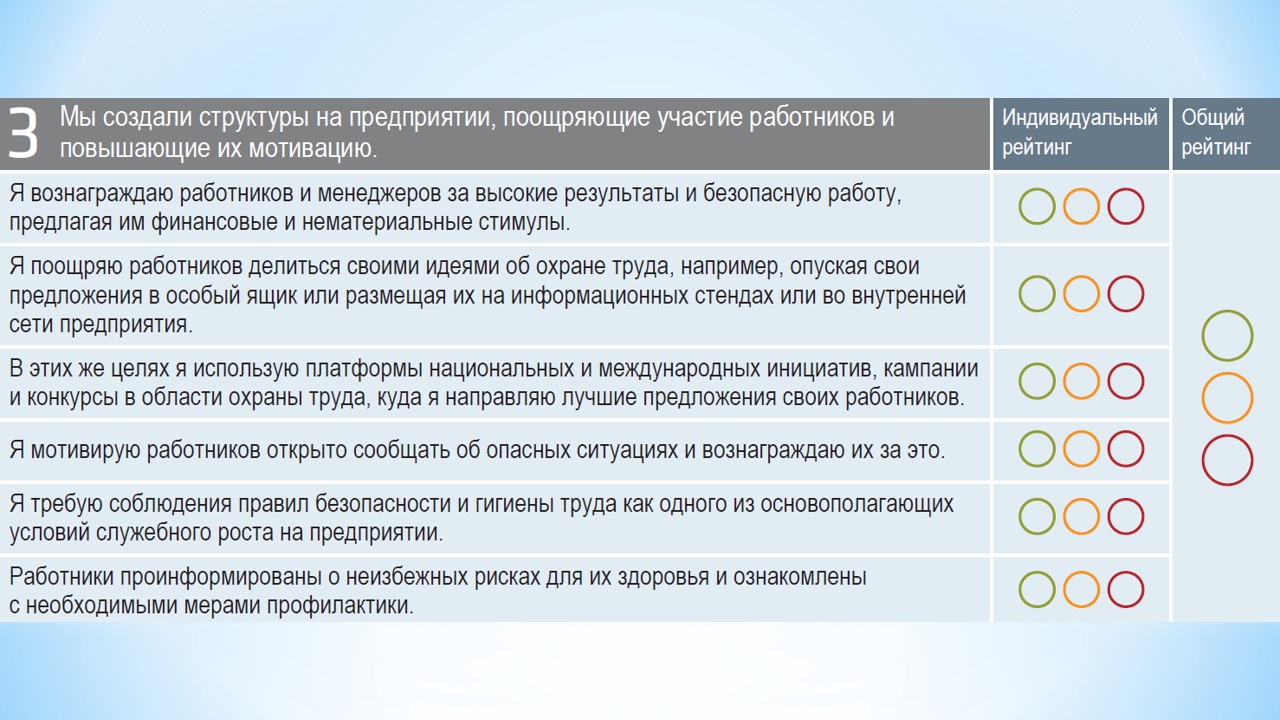 3
Мы создали структуры на предприятии, поощряющие участие работников и
повышающие их мотивацию.
Индивидуальный
рейтинг
Общий
рейтинг
Я вознаграждаю работников и менеджеров за высокие результаты и безопасную работу,
предлагая им финансовые и нематериальные стимулы.
Я поощряю работников делиться своими идеями об охране труда, например, опуская свои
предложения в особый ящик или размещая их на информационных стендах или во внутренней
сети предприятия.
В этих же целях я использую платформы национальных и международных инициатив, кампании
и конкурсы в области охраны труда, куда я направляю лучшие предложения своих работников.
Я мотивирую работников открыто сообщать об опасных ситуациях и вознаграждаю их за это.
Я требую соблюдения правил безопасности и гигиены труда как одного из основополагающих
условий служебного роста на предприятии.
Работники проинформированы о неизбежных рисках для их здоровья и ознакомлены
с необходимыми мерами профилактики.